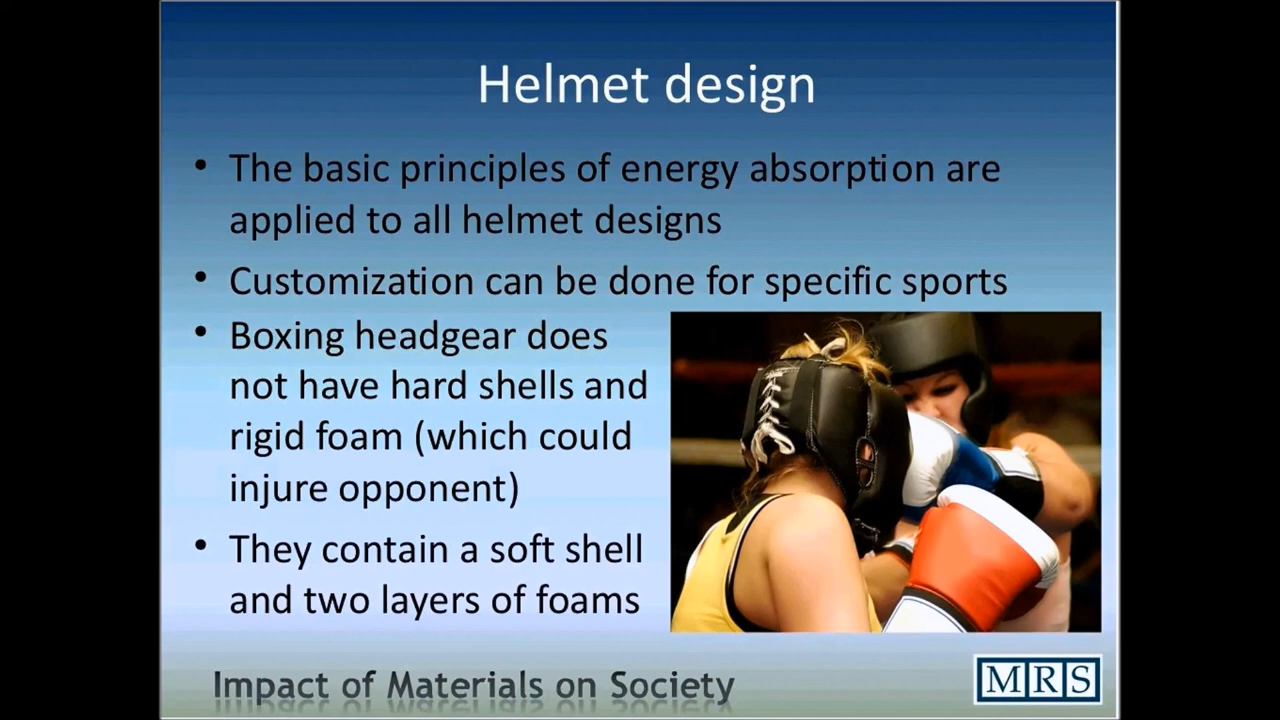 Helmet design
• The basic principles of energy absorption are
applied to all helmet designs
• Customization can be done for specific sports
• Boxing headgear does
not have hard shells and
rigid foam (which could
injure opponent)
• They contain a soft shell
and two layers of foams
Impact of Materials on Society
MRS